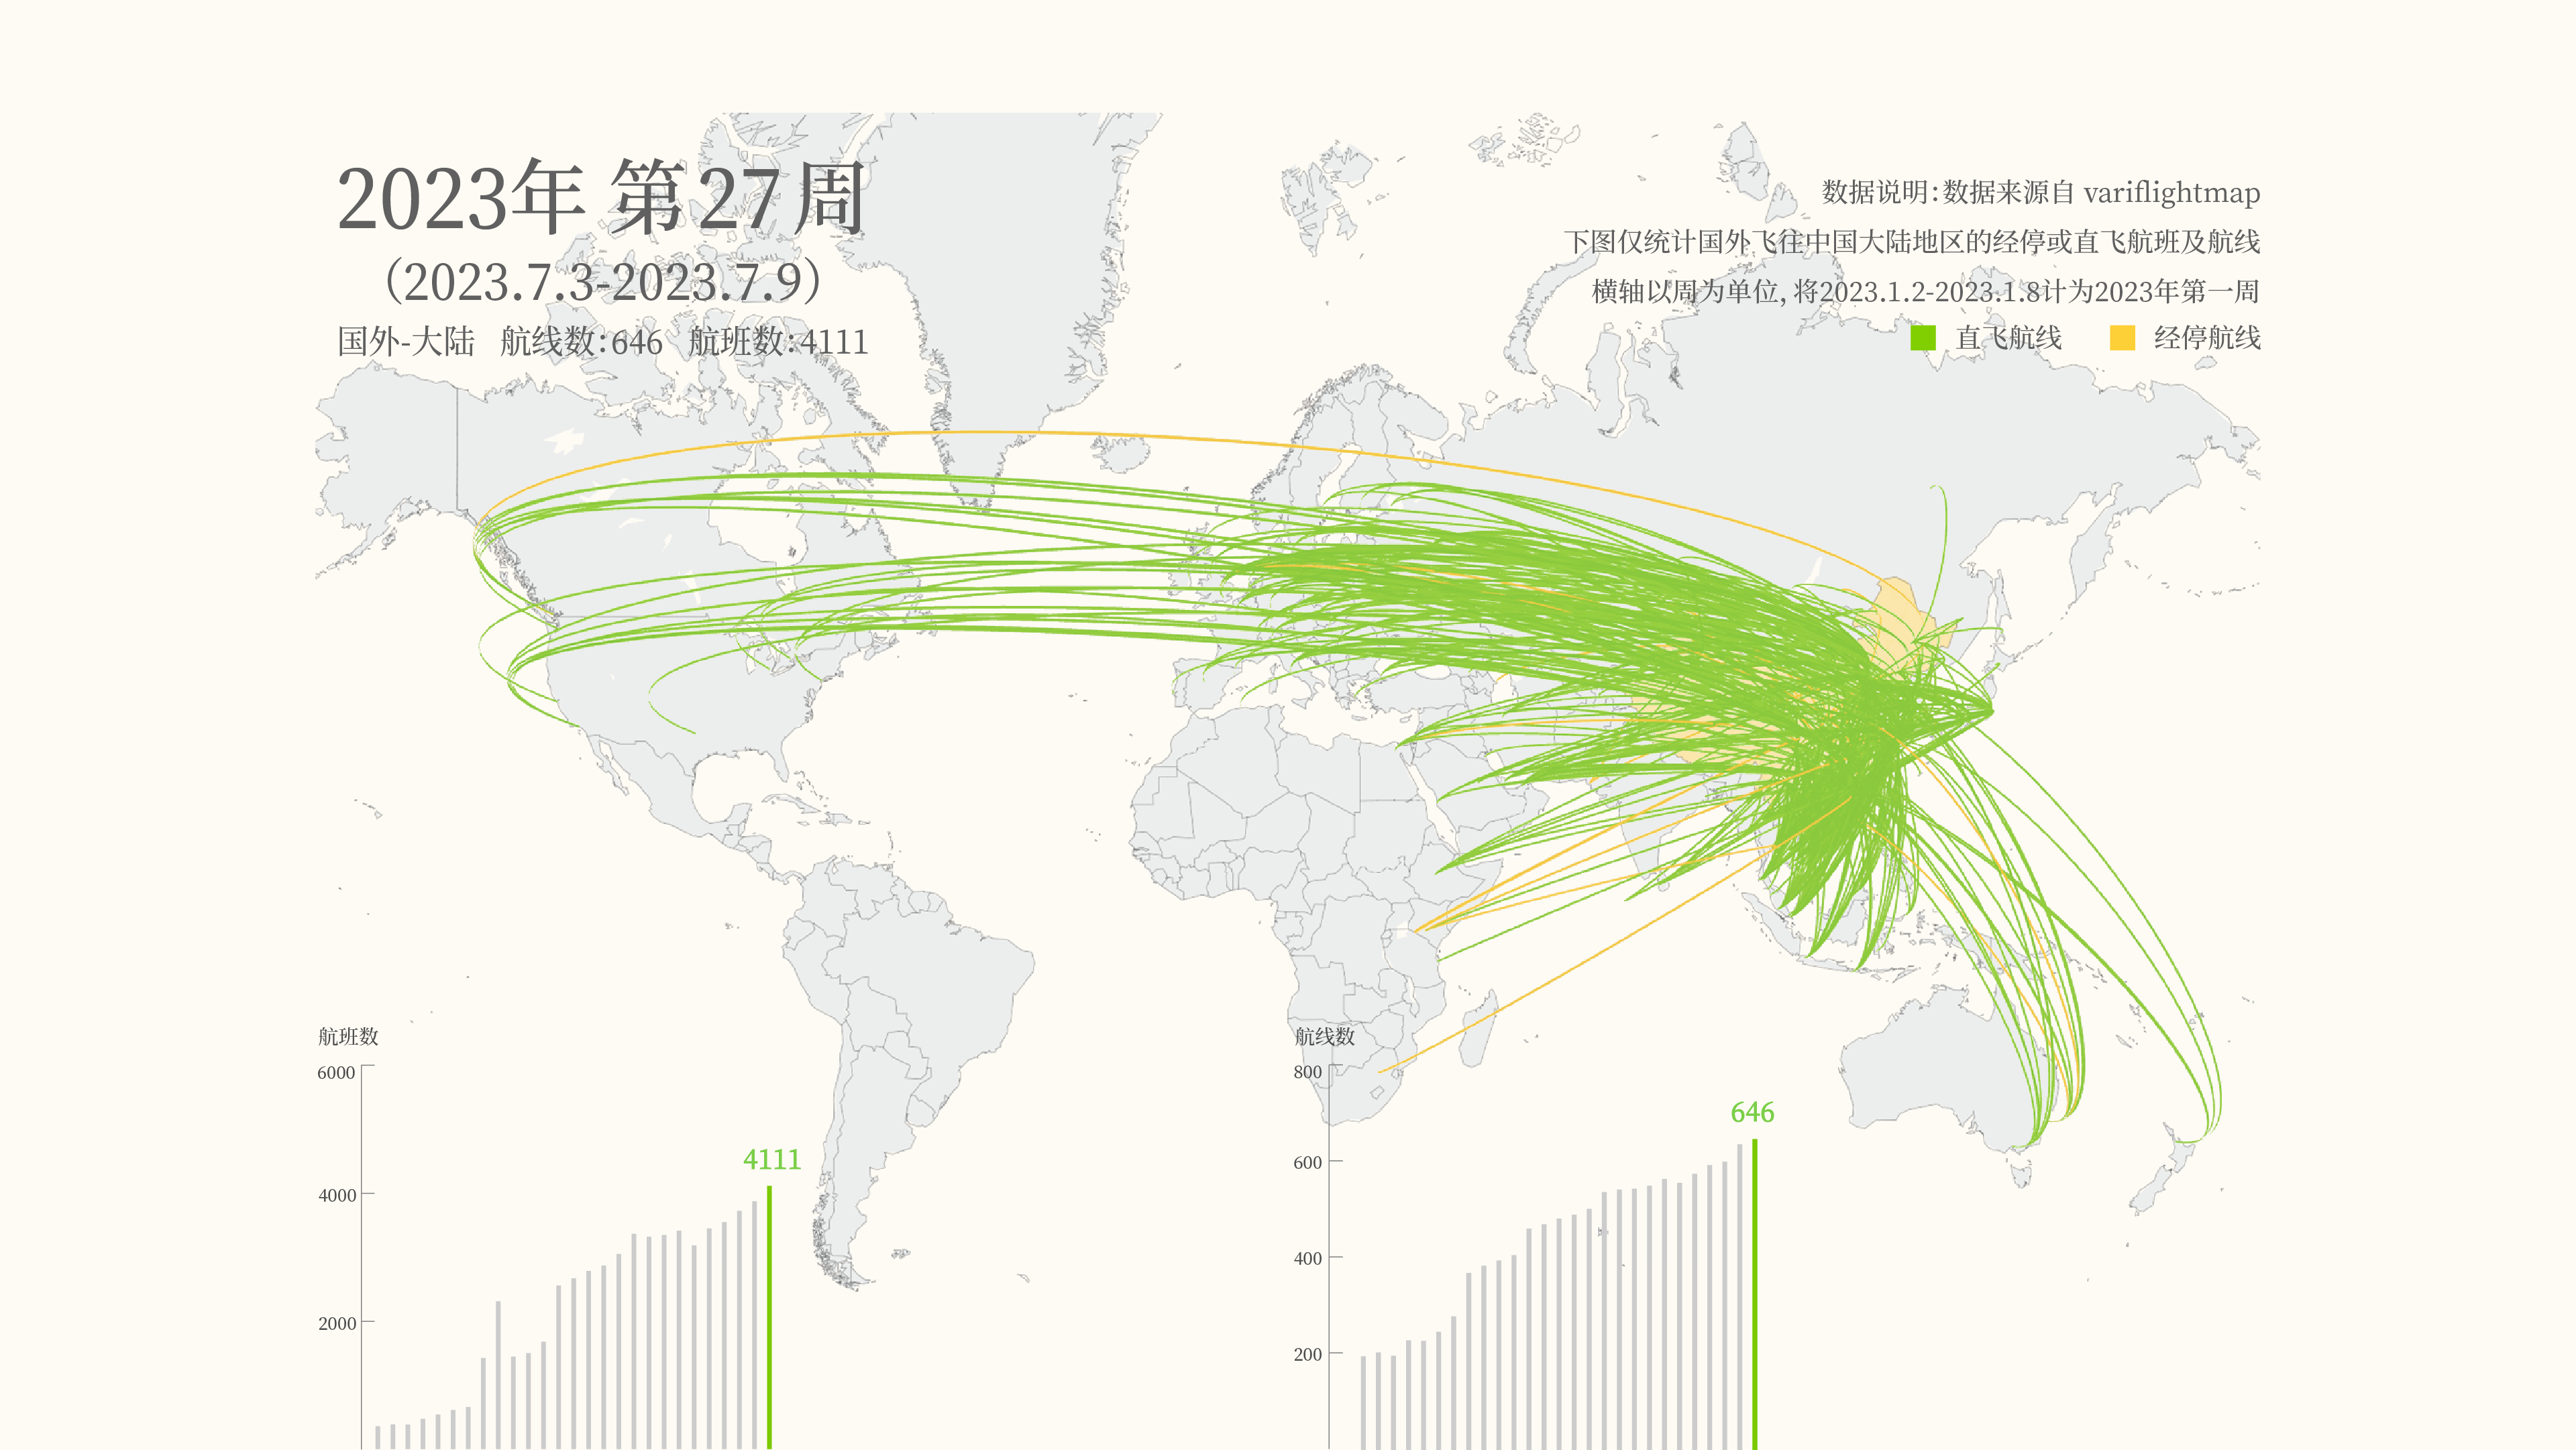 2023年 第27周
（2023.7.3-2023.7.9）
国外-大陆 航线数:646 航班数:4111
数据说明:数据来源自 variflightmap
下图仅统计国外飞往中国大陆地区的经停或直飞航班及航线
横轴以周为单位, 将2023.1.2-2023.1.8计为2023年第一周
直飞航线 经停航线
航班数
6000
4000
2000
4111
航线数
800
600
400
200
646